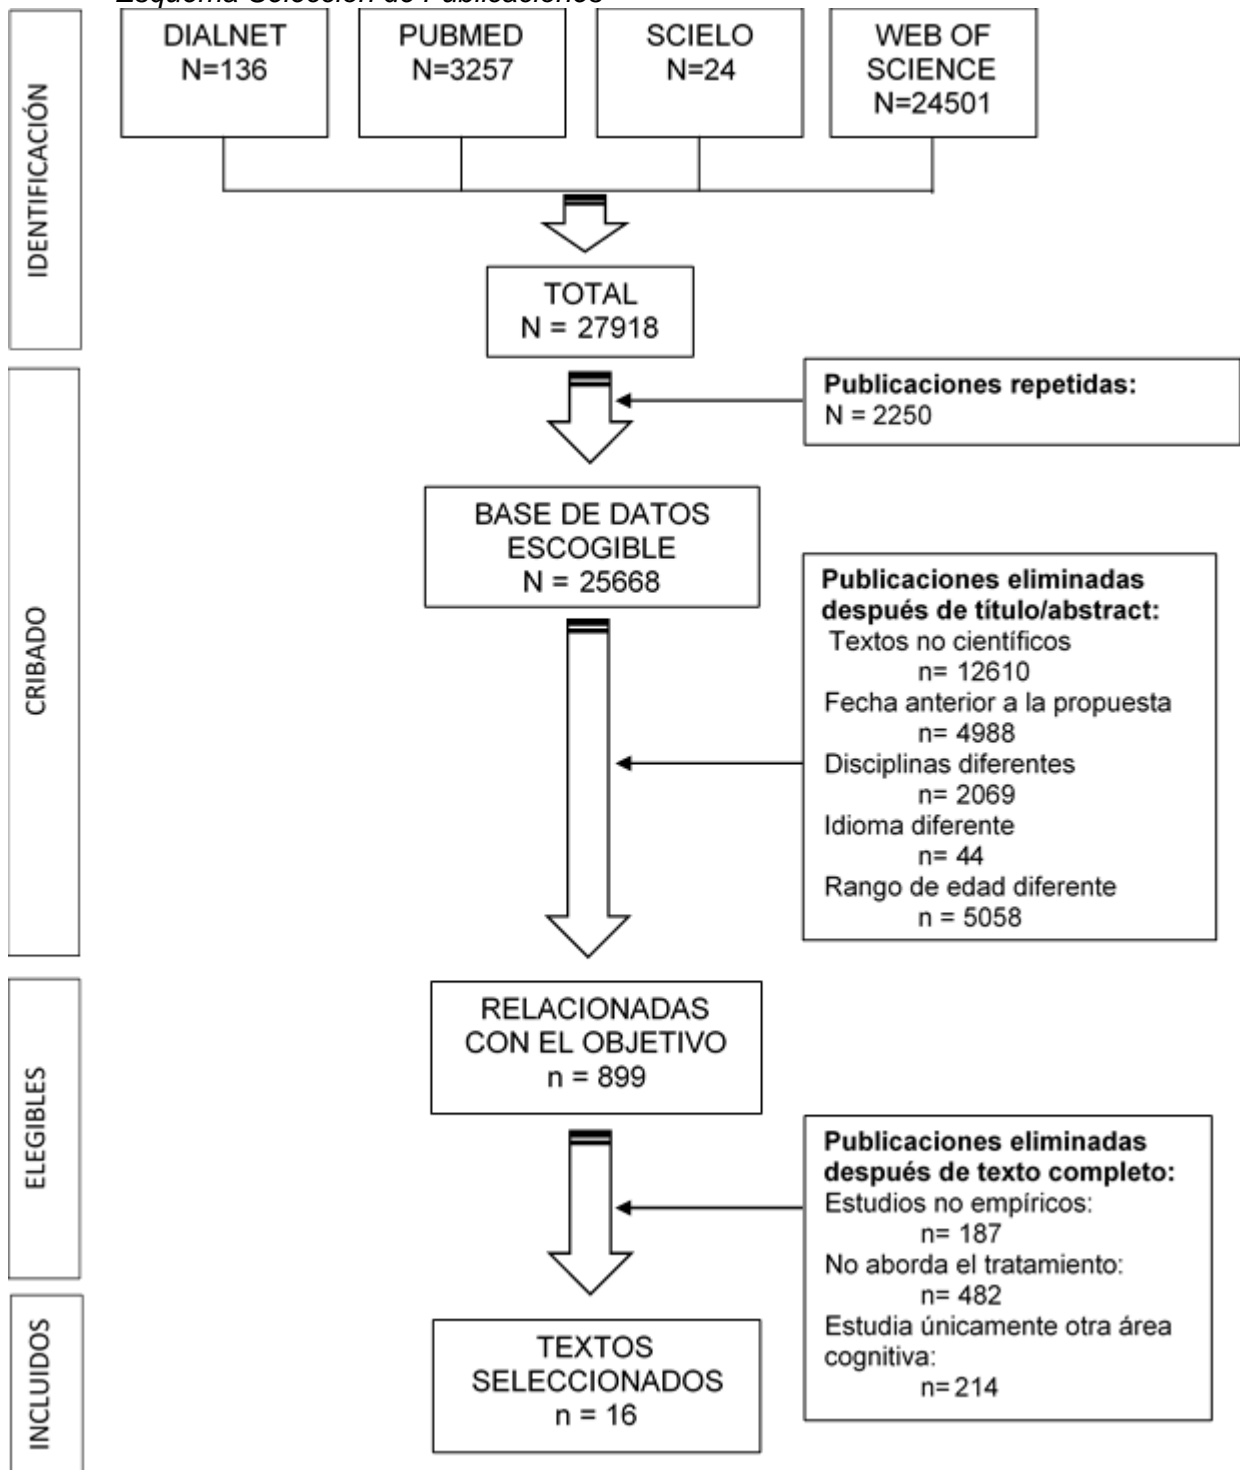 Esquema Selección de Publicaciones
IDENTIFICACIÓN
DIALNET
N=136
PUBMED
N=3257
SCIELO
N=24
WEB OF
SCIENCE
N=24501
TOTAL
N = 27918
CRIBADO
Publicaciones repetidas:
N = 2250
BASE DE DATOS
ESCOGIBLE
N = 25668
Publicaciones eliminadas
después de título/abstract:
Textos no científicos
n= 12610
Fecha anterior a la propuesta
n= 4988
Disciplinas diferentes
n= 2069
Idioma diferente
n= 44
Rango de edad diferente
n = 5058
ELEGIBLES
RELACIONADAS
CON EL OBJETIVO
n = 899
Publicaciones eliminadas
después de texto completo:
Estudios no empíricos:
n= 187
No aborda el tratamiento:
n= 482
Estudia únicamente otra área
cognitiva:
n= 214
INCLUIDOS
TEXTOS
SELECCIONADOS
n = 16